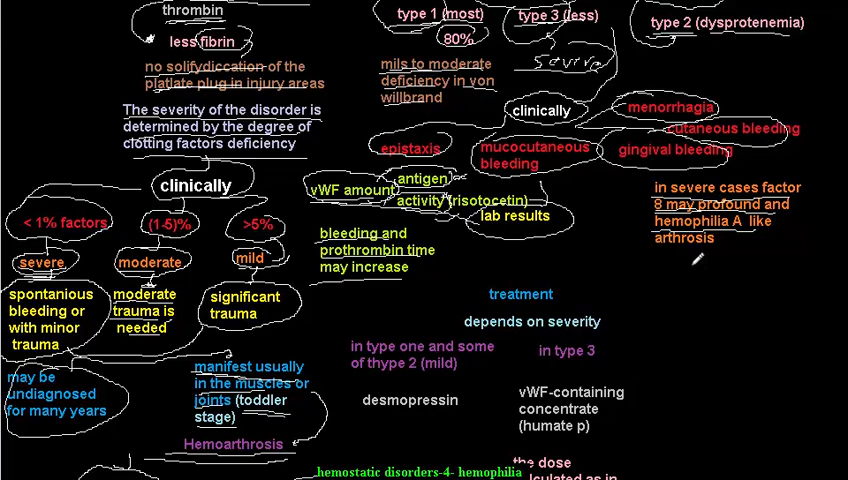 thrombin
less fibrin
no solifydiccation of the
platlate plug in injury areas
The severity of the disorder is
determined by the degree of
clotting factors deficiency
clinically
< 1% factors
(1-5)%
>5%
severe
moderate
mild
spontanious
bleeding or
with minor
trauma
moderate
trauma is
needed
significant
trauma
may be
undiagnosed
for many years
manifest usually
in the muscles or
joints (toddler
stage)
Hemoarthrosis
type 1 (most)
type 3 (less)
type 2 (dysprotenemia)
80%
severe
mils to moderate
deficiency in von
willbrand
clinically
menorrhagia
cutaneous bleeding
epistaxis
mucocutaneous
bleeding
gingival bleeding
vWF amount
antigen
activity (risotocetin)
lab results
bleeding and
prothrombin time
may increase
in severe cases factor
8 may profound and
hemophilia A like
arthrosis
treatment
depends on severity
in type one and some
of thype 2 (mild)
in type 3
desmopressin
vWF-containing
concentrate
(humate p)
the dose
calculated as in
hemostatic disorders-4- hemophilia